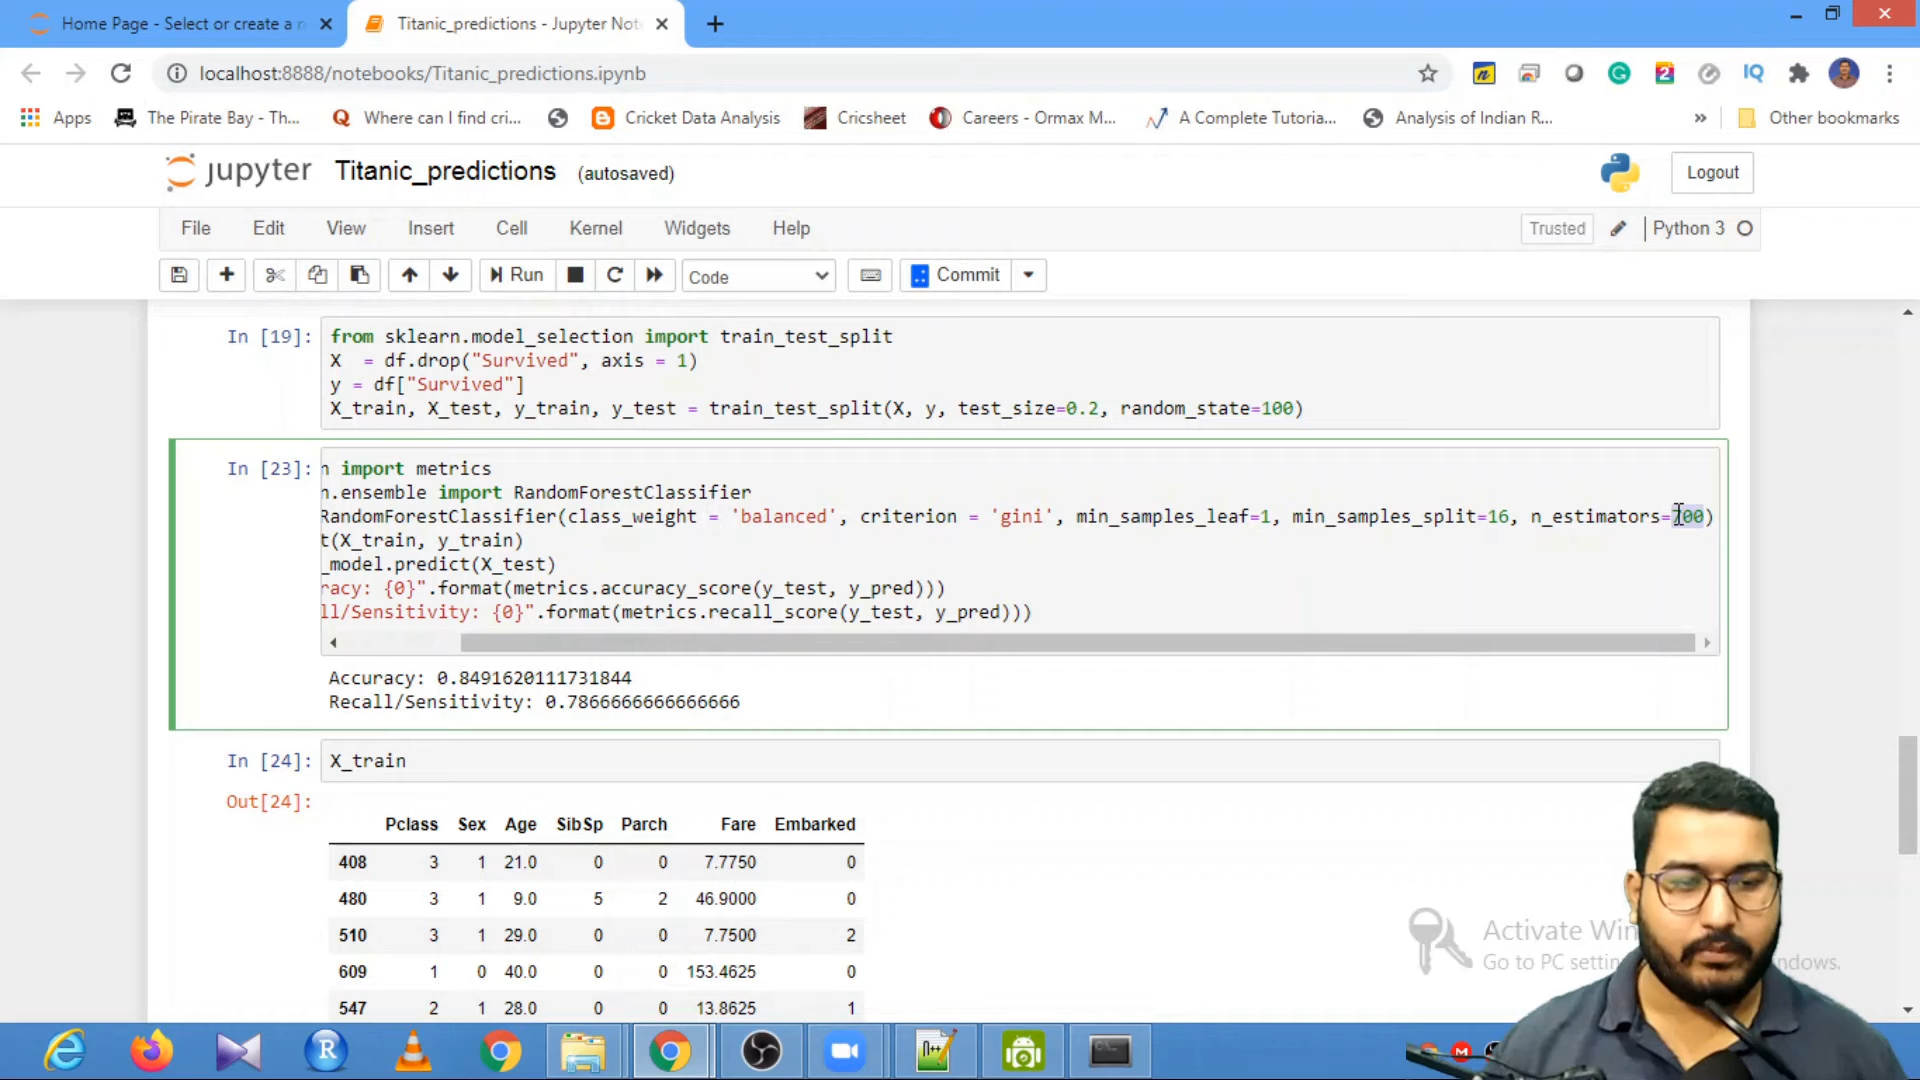 Home Page - Select or create a n
Titanic_predictions - Jupyter Note
localhost:8888/notebooks/Titanic_predictions.ipynb
Apps
The Pirate Bay - Th...
Where can I find cri...
Cricket Data Analysis
Cricsheet
Careers - Ormax M...
A Complete Tutoria...
Analysis of Indian R...
»
Other bookmarks
jupyter Titanic_predictions (autosaved)
Logout
File Edit View Insert Cell Kernel Widgets Help
Trusted
Python 3
Run
Code
Commit
In [19]:
from sklearn.model_selection import train_test_split
X = df.drop("Survived", axis = 1)
y = df["Survived"]
X_train, X_test, y_train, y_test = train_test_split(X, y, test_size=0.2, random_state=100)
In [23]:
n import metrics
n.ensemble import RandomForestClassifier
RandomForestClassifier(class_weight = 'balanced', criterion = 'gini', min_samples_leaf=1, min_samples_split=16, n_estimators=700)
t(X_train, y_train)
_model.predict(X_test)
racy: {0}".format(metrics.accuracy_score(y_test, y_pred)))
ll/Sensitivity: {0}".format(metrics.recall_score(y_test, y_pred)))
Accuracy: 0.8491620111731844
Recall/Sensitivity: 0.7866666666666666
In [24]:
X_train
Out[24]:
Pclass Sex Age SibSp Parch Fare Embarked
408 3 1 21.0 0 0 7.7750 0
480 3 1 9.0 5 2 46.9000 0
510 3 1 29.0 0 0 7.7500 2
609 1 0 40.0 0 0 153.4625 0
547 2 1 28.0 0 0 13.8625 1
Activate Win
Go to PC settin ndows.